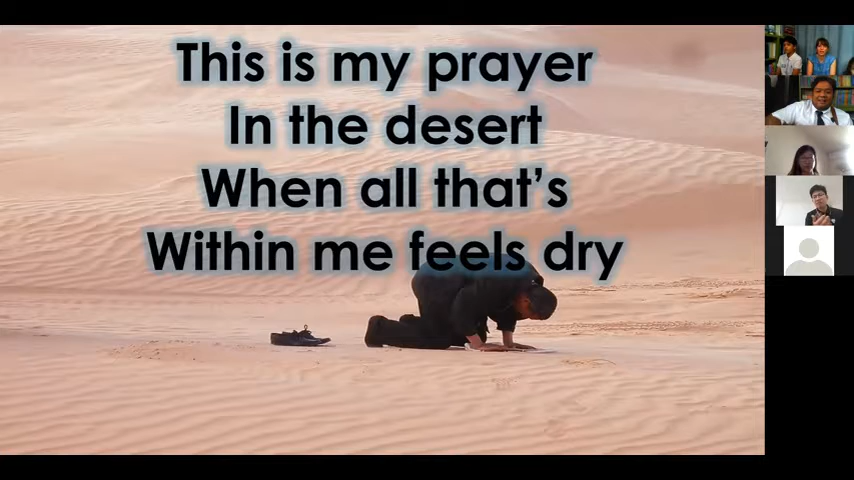 This is my prayer
In the desert
When all that’s
Within me feels dry